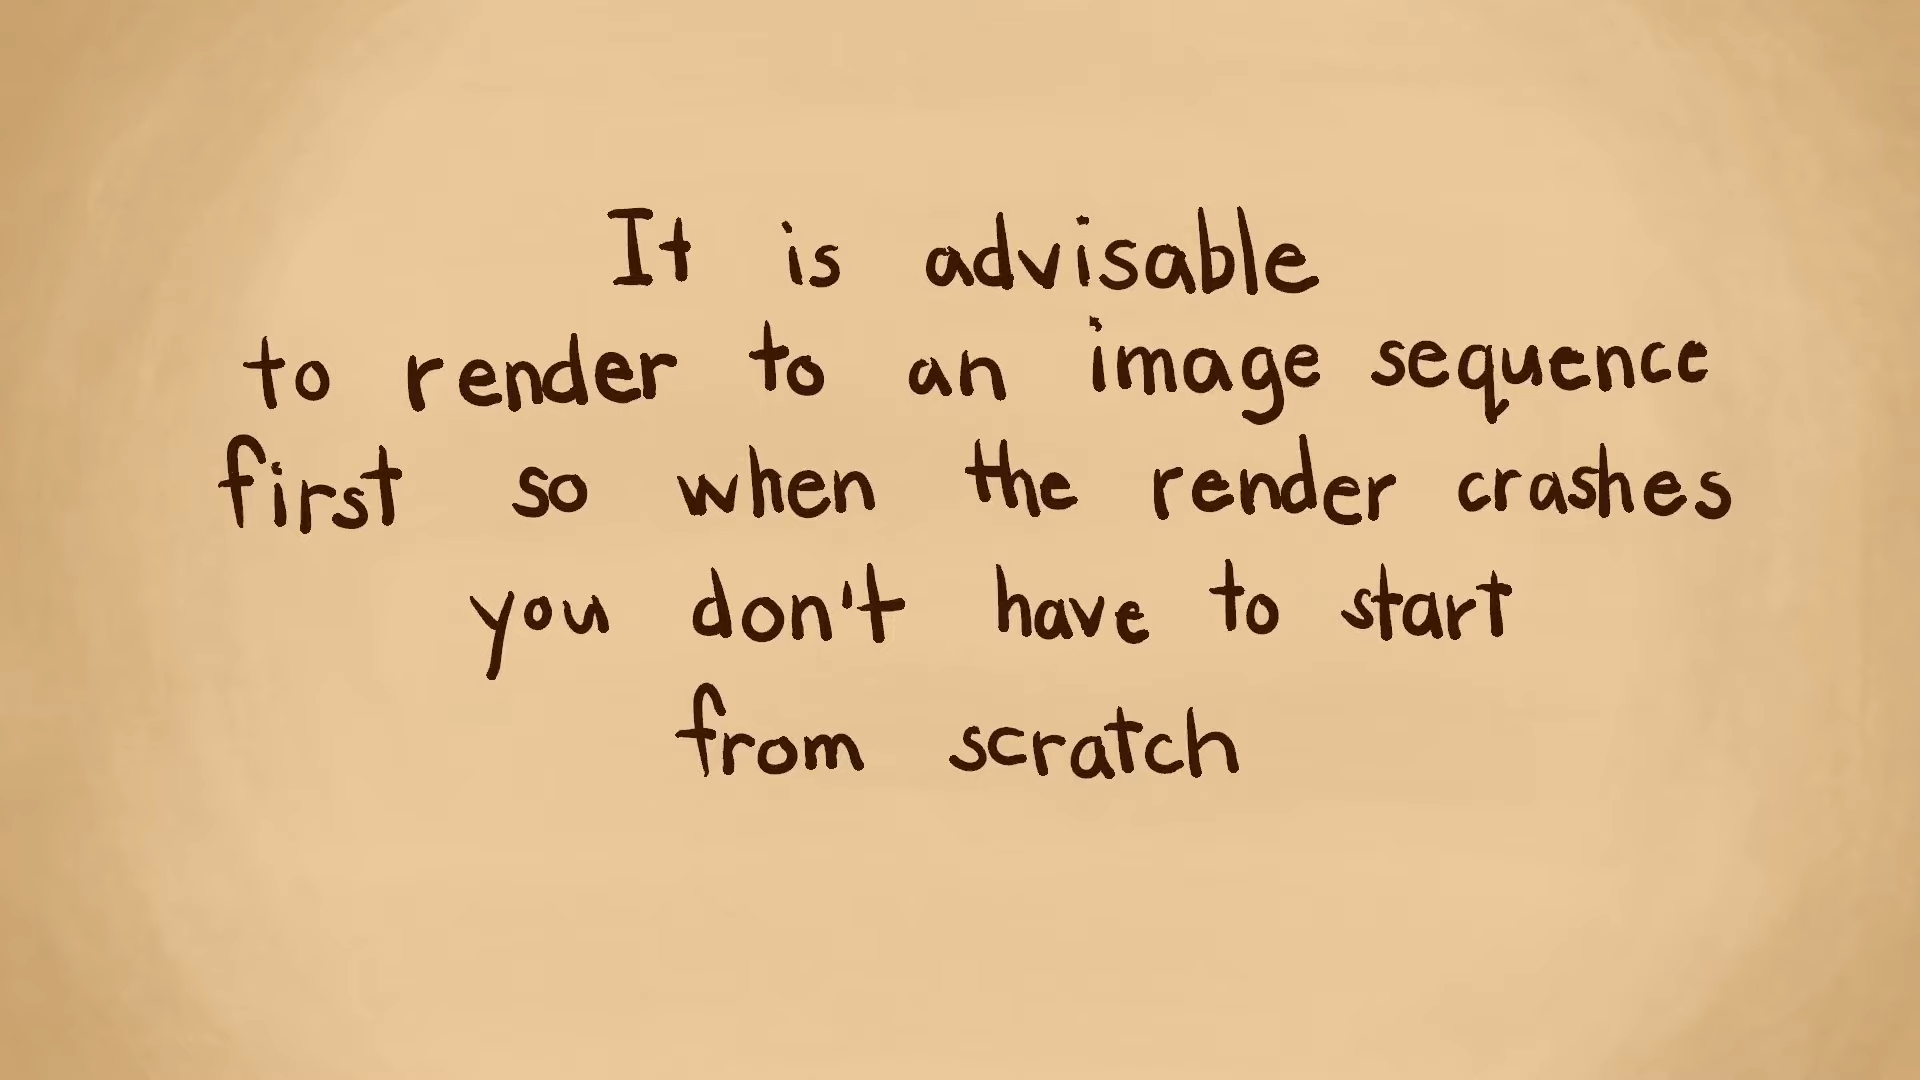 It is advisable
to render to an image sequence
first so when the render crashes
you don't have to start
from scratch